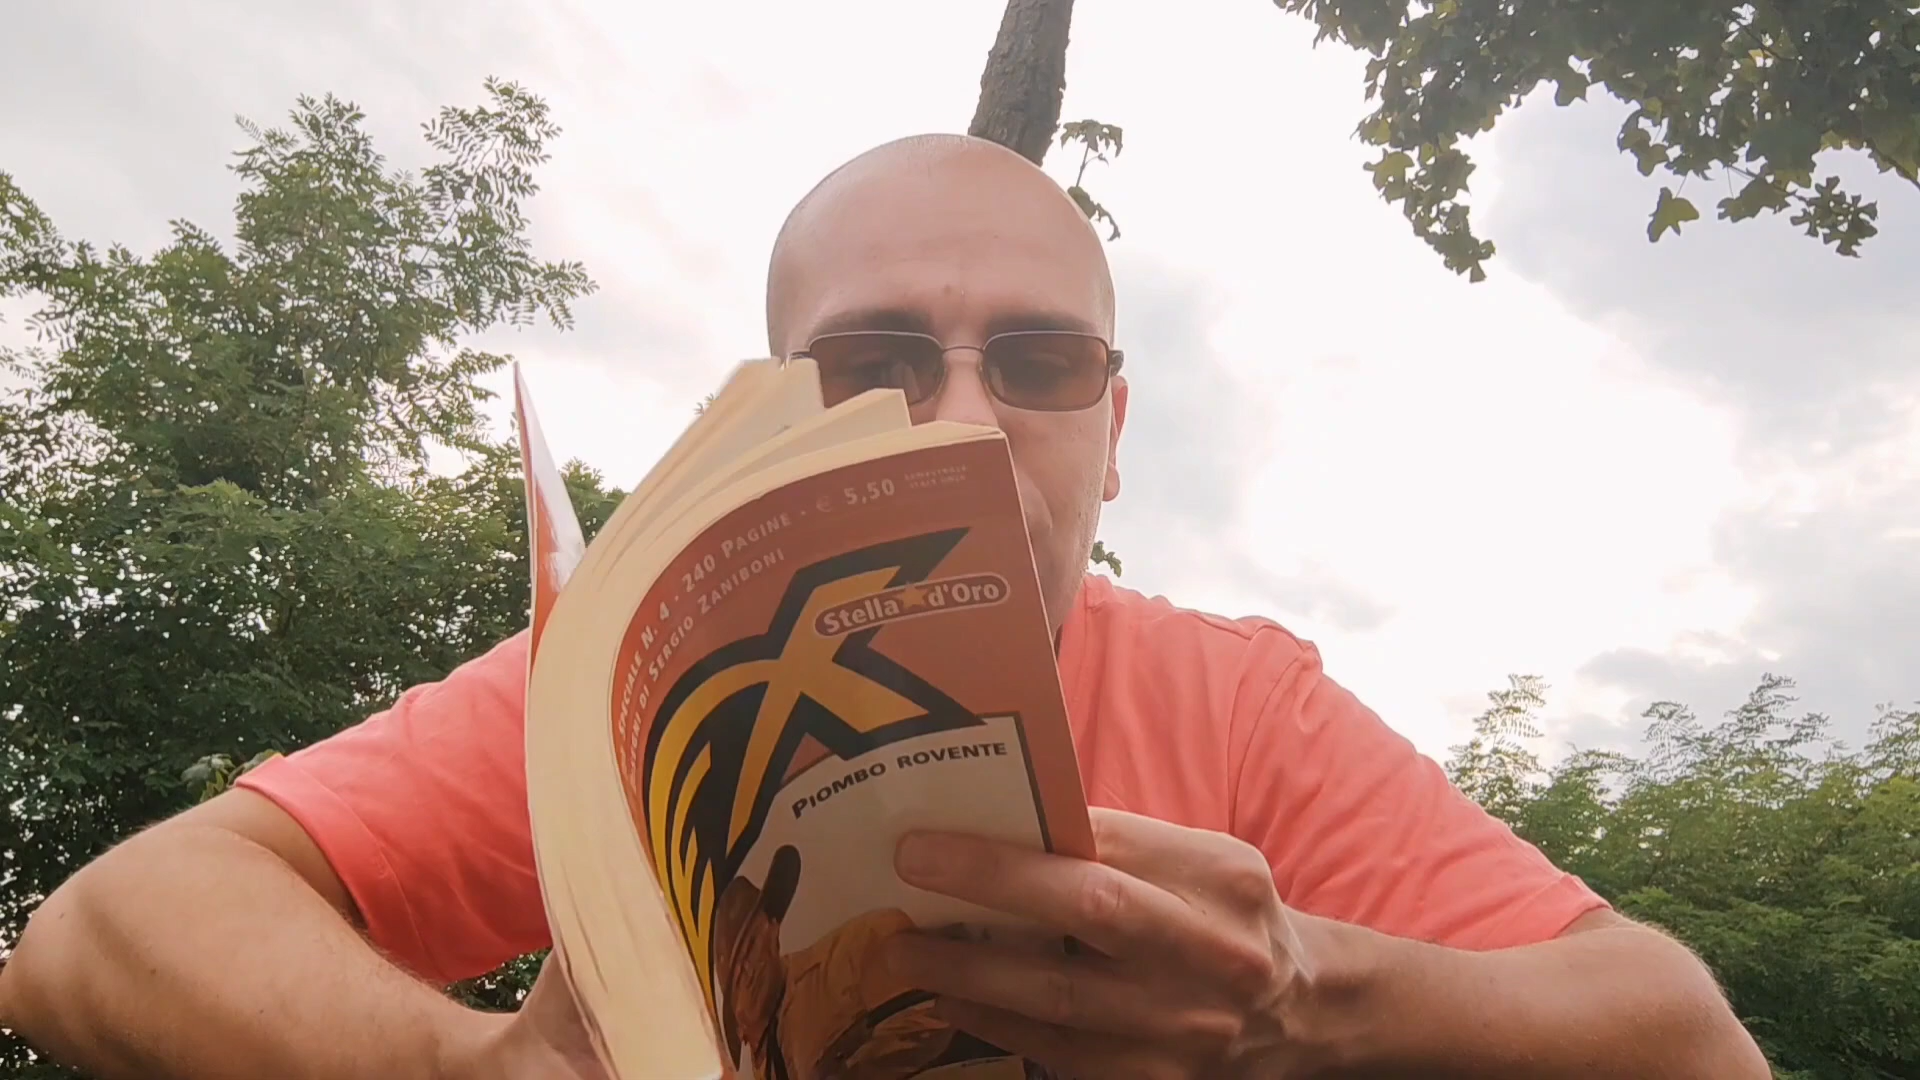 SPECIALE N. 4 · 240 PAGINE · € 5,50
DI SERGIO ZANIBONI
Stella d'Oro
PIOMBO ROVENTE